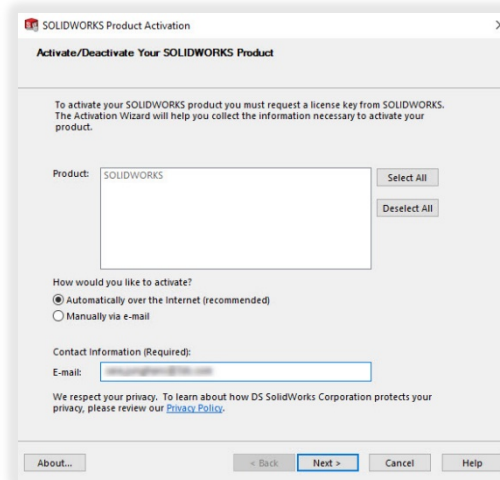 SOLIDWORKS Product Activation
Activate/Deactivate Your SOLIDWORKS Product
To activate your SOLIDWORKS product you must request a license key from SOLIDWORKS.
The Activation Wizard will help you collect the information necessary to activate your
product.
Product:
SOLIDWORKS
Select All
Deselect All
How would you like to activate?
Automatically over the Internet (recommended)
Manually via e-mail
Contact Information (Required):
E-mail:
We respect your privacy. To learn about how DS SolidWorks Corporation protects your
privacy, please review our Privacy Policy.
About...
< Back
Next >
Cancel
Help